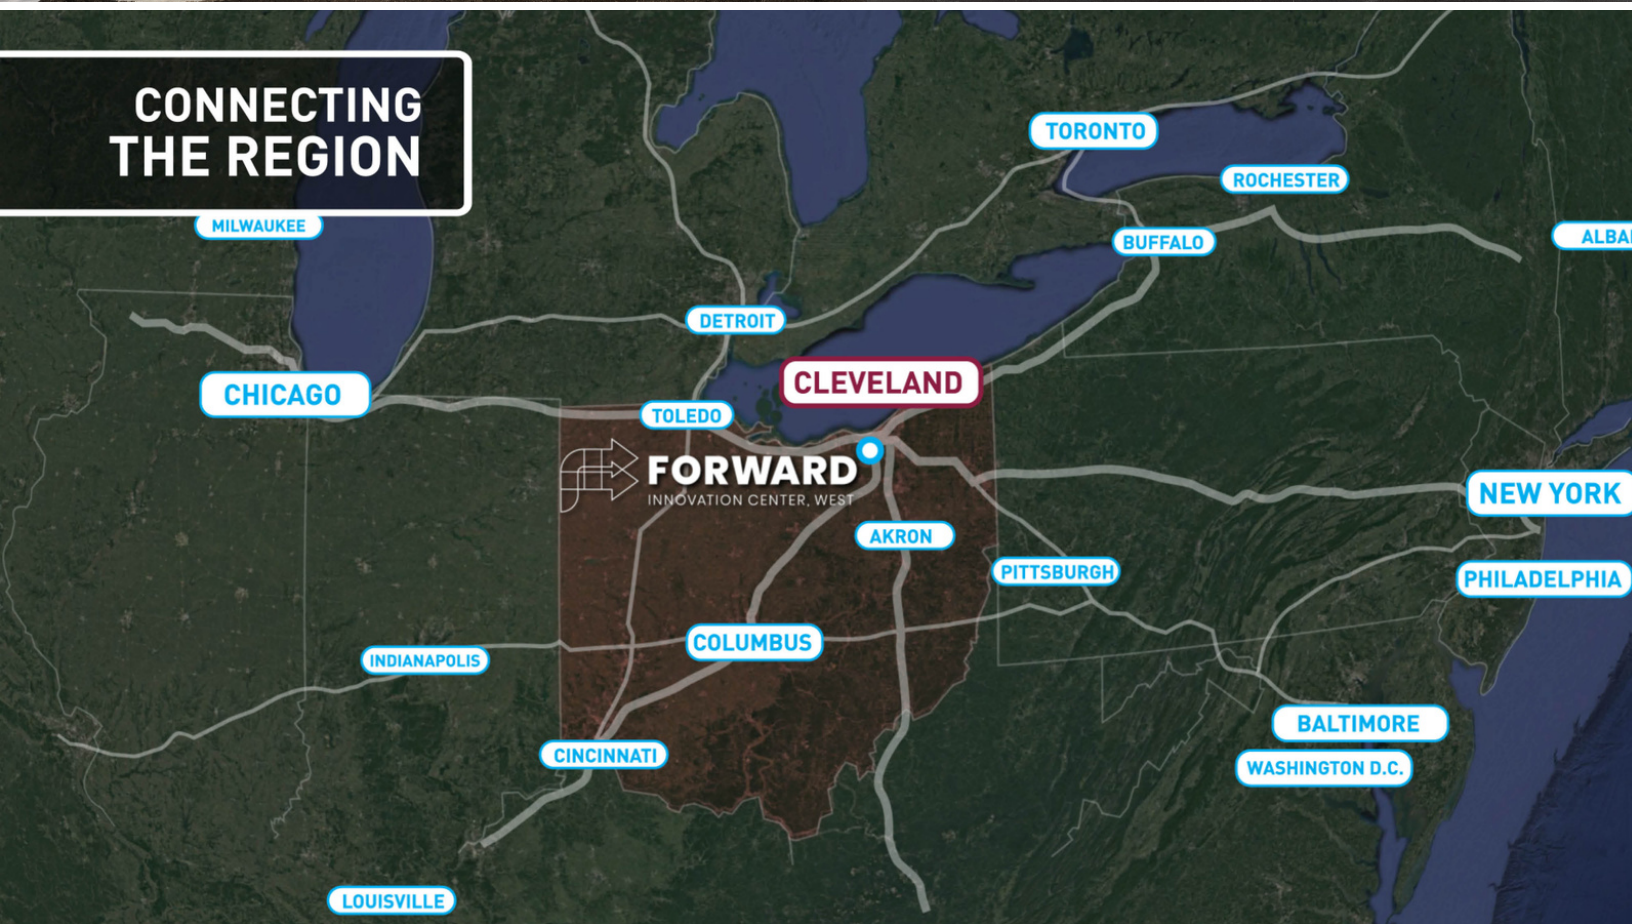 CONNECTING
THE REGION
TORONTO
ROCHESTER
MILWAUKEE
ALBA
BUFFALO
DETROIT
CLEVELAND
CHICAGO
TOLEDO
FORWARD
INNOVATION CENTER, WEST
NEW YORK
AKRON
PITTSBURGH
PHILADELPHIA
COLUMBUS
INDIANAPOLIS
BALTIMORE
CINCINNATI
WASHINGTON D.C.
LOUISVILLE